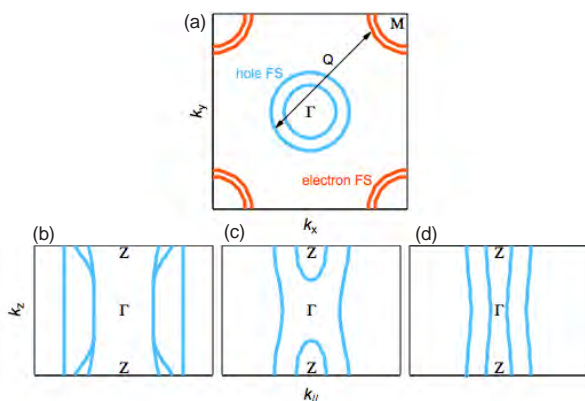 (a)
M
Q
hole FS
Γ
k_y
electron FS
k_x
(b)
(c)
(d)
Z
Z
Z
k_z
Γ
Γ
Γ
Z
Z
Z
k_//